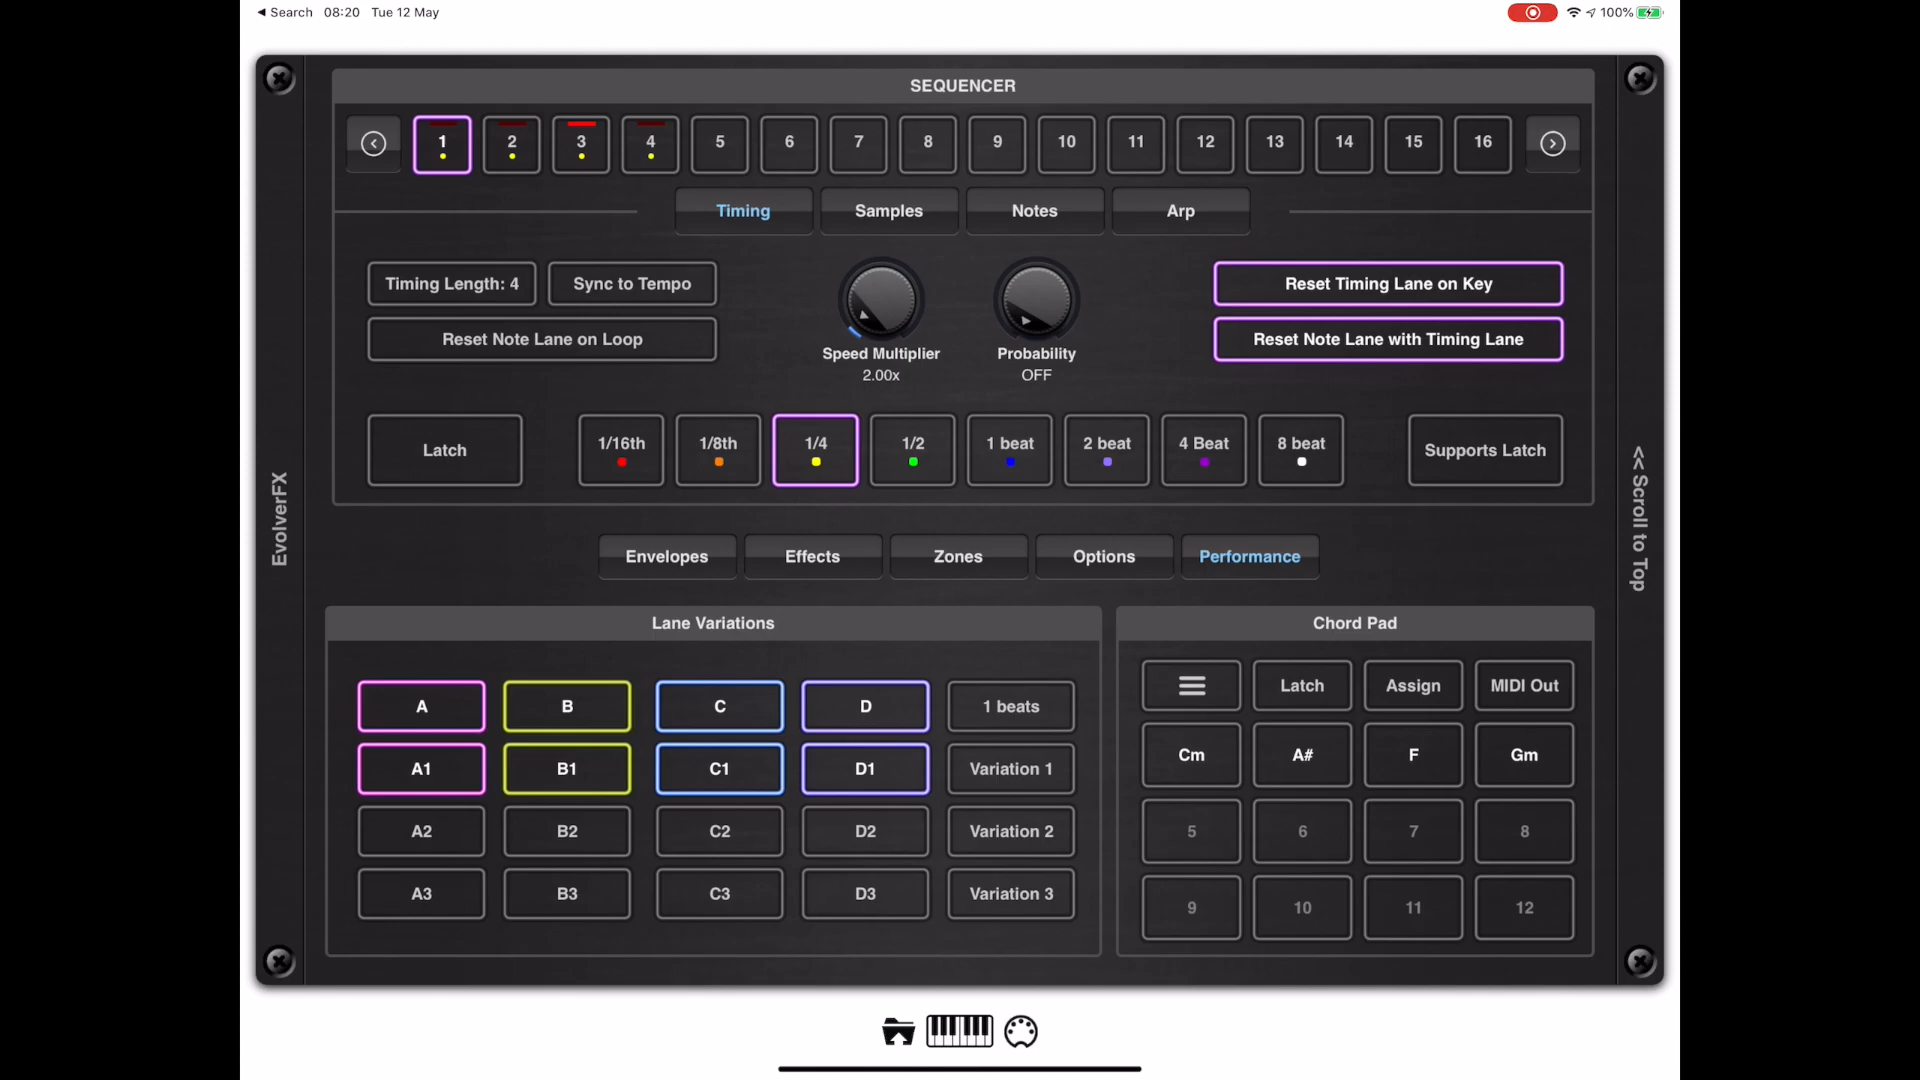 Search 08:20 Tue 12 May
100%
SEQUENCER
1 2 3 4 5 6 7 8 9 10 11 12 13 14 15 16
Timing Samples Notes Arp
Timing Length: 4 Sync to Tempo
Reset Timing Lane on Key
Reset Note Lane on Loop
Reset Note Lane with Timing Lane
Speed Multiplier Probability
2.00x OFF
Latch 1/16th 1/8th 1/4 1/2 1 beat 2 beat 4 Beat 8 beat Supports Latch
EvolverFX
<< Scroll to Top
Envelopes Effects Zones Options Performance
Lane Variations
A B C D 1 beats
A1 B1 C1 D1 Variation 1
A2 B2 C2 D2 Variation 2
A3 B3 C3 D3 Variation 3
Chord Pad
Latch Assign MIDI Out
Cm A# F Gm
5 6 7 8
9 10 11 12